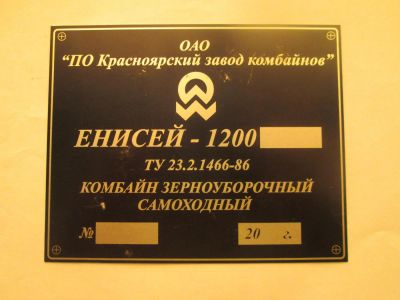 ОАО
“ПО Красноярский завод комбайнов”
ЕНИСЕЙ - 1200
ТУ 23.2.1466-86
КОМБАЙН ЗЕРНОУБОРОЧНЫЙ
САМОХОДНЫЙ
№ 20 г.